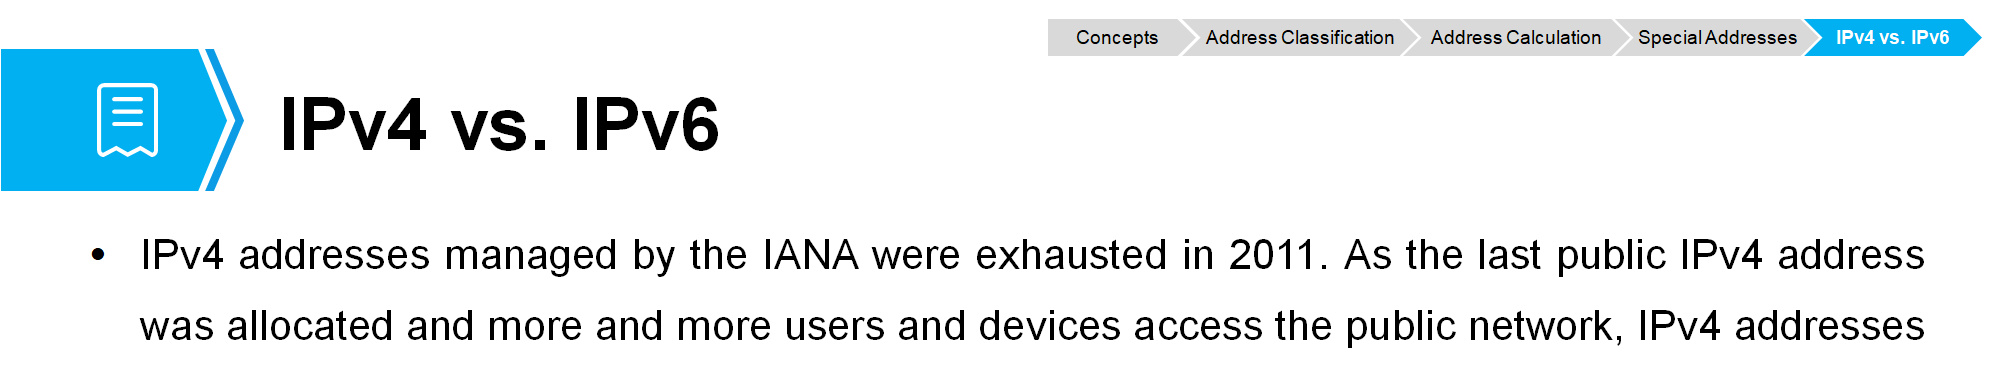 Concepts
Address Classification
Address Calculation
Special Addresses
IPv4 vs. IPv6
IPv4 vs. IPv6
• IPv4 addresses managed by the IANA were exhausted in 2011. As the last public IPv4 address
was allocated and more and more users and devices access the public network, IPv4 addresses